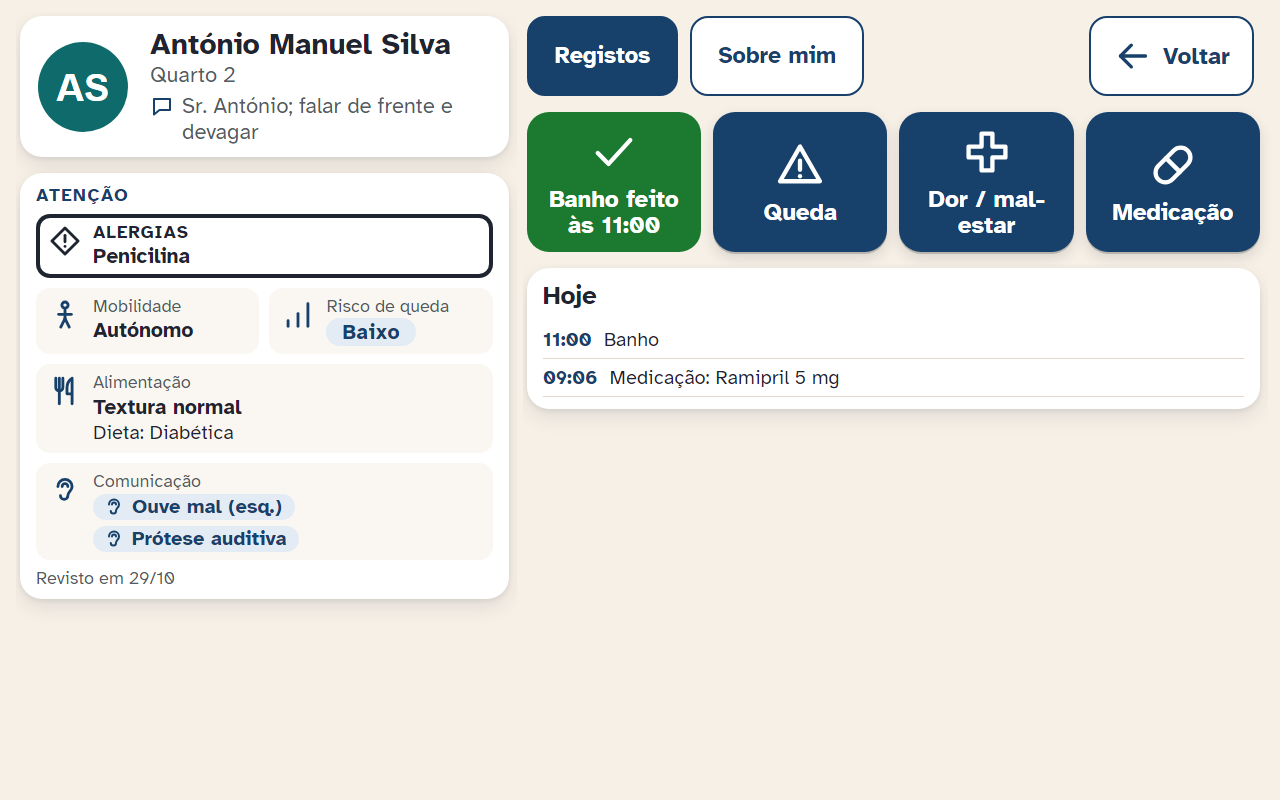 AS
António Manuel Silva
Quarto 2
Sr. António; falar de frente e
devagar
ATENÇÃO
ALERGIAS
Penicilina
Mobilidade
Autónomo
Risco de queda
Baixo
Alimentação
Textura normal
Dieta: Diabética
Comunicação
Ouve mal (esq.)
Prótese auditiva
Revisto em 29/10
Registos
Sobre mim
Voltar
Banho feito
às 11:00
Queda
Dor / mal-
estar
Medicação
Hoje
11:00 Banho
09:06 Medicação: Ramipril 5 mg